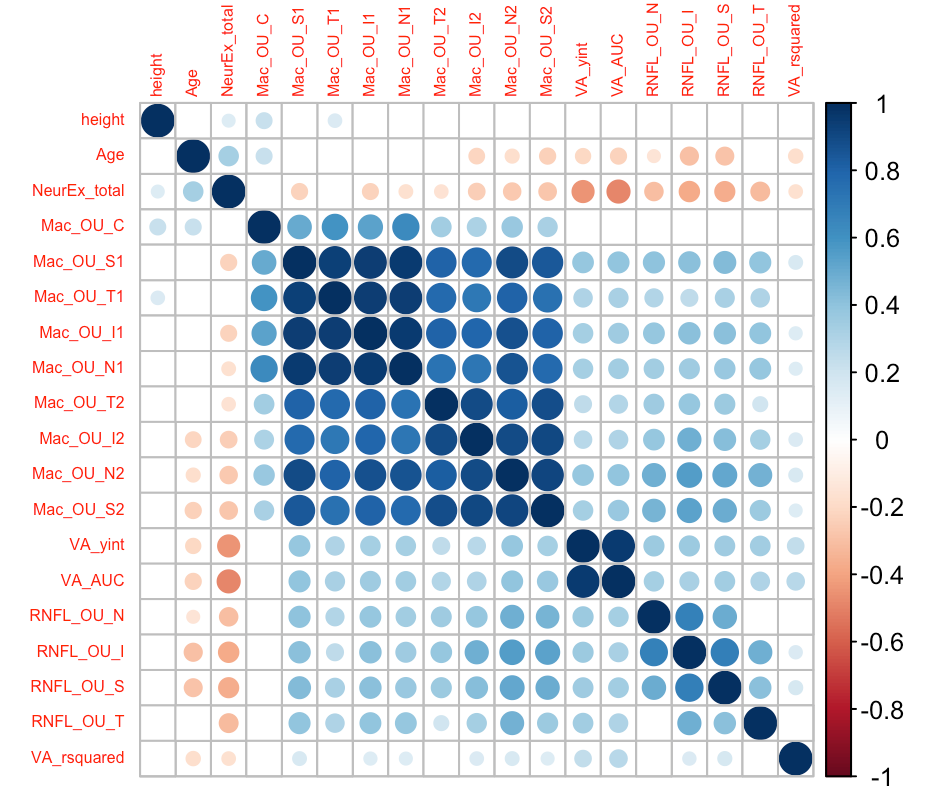 height
Age
NeurEx_total
Mac_OU_C
Mac_OU_S1
Mac_OU_T1
Mac_OU_I1
Mac_OU_N1
Mac_OU_T2
Mac_OU_I2
Mac_OU_N2
Mac_OU_S2
VA_yint
VA_AUC
RNFL_OU_N
RNFL_OU_I
RNFL_OU_S
RNFL_OU_T
VA_rsquared
height
Age
NeurEx_total
Mac_OU_C
Mac_OU_S1
Mac_OU_T1
Mac_OU_I1
Mac_OU_N1
Mac_OU_T2
Mac_OU_I2
Mac_OU_N2
Mac_OU_S2
VA_yint
VA_AUC
RNFL_OU_N
RNFL_OU_I
RNFL_OU_S
RNFL_OU_T
VA_rsquared
1
0.8
0.6
0.4
0.2
0
-0.2
-0.4
-0.6
-0.8
-1